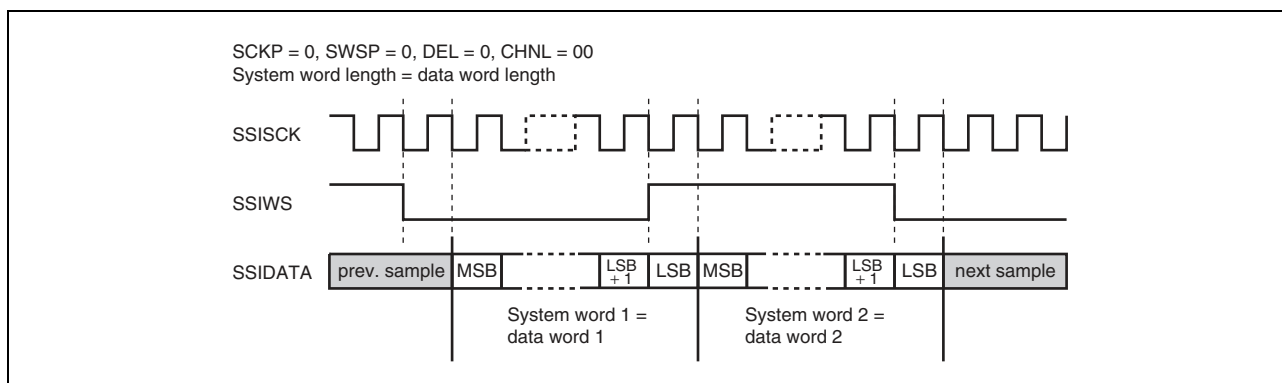 SCKP = 0, SWSP = 0, DEL = 0, CHNL = 00
System word length = data word length
SSISCK
SSIWS
SSIDATA
prev. sample
MSB
LSB
+ 1
LSB
MSB
LSB
+ 1
LSB
next sample
System word 1 =
data word 1
System word 2 =
data word 2